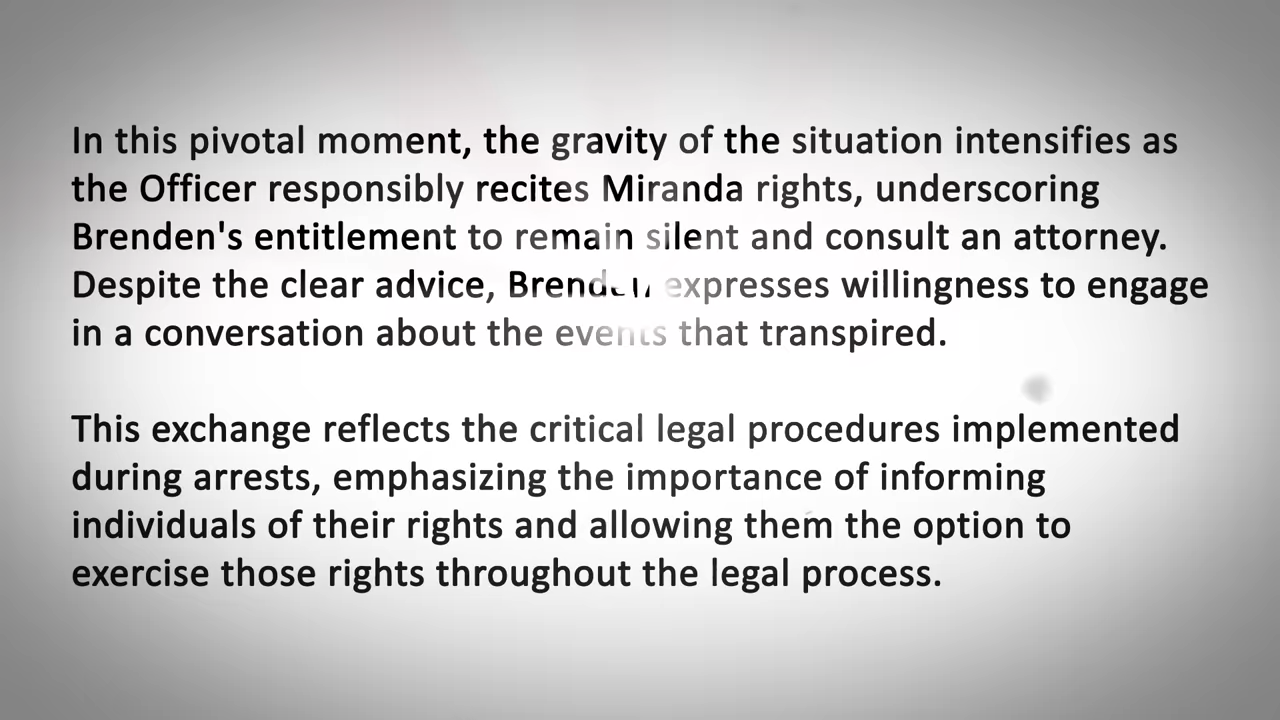 In this pivotal moment, the gravity of the situation intensifies as
the Officer responsibly recites Miranda rights, underscoring
Brenden's entitlement to remain silent and consult an attorney.
Despite the clear advice, Brenden expresses willingness to engage
in a conversation about the events that transpired.
This exchange reflects the critical legal procedures implemented
during arrests, emphasizing the importance of informing
individuals of their rights and allowing them the option to
exercise those rights throughout the legal process.